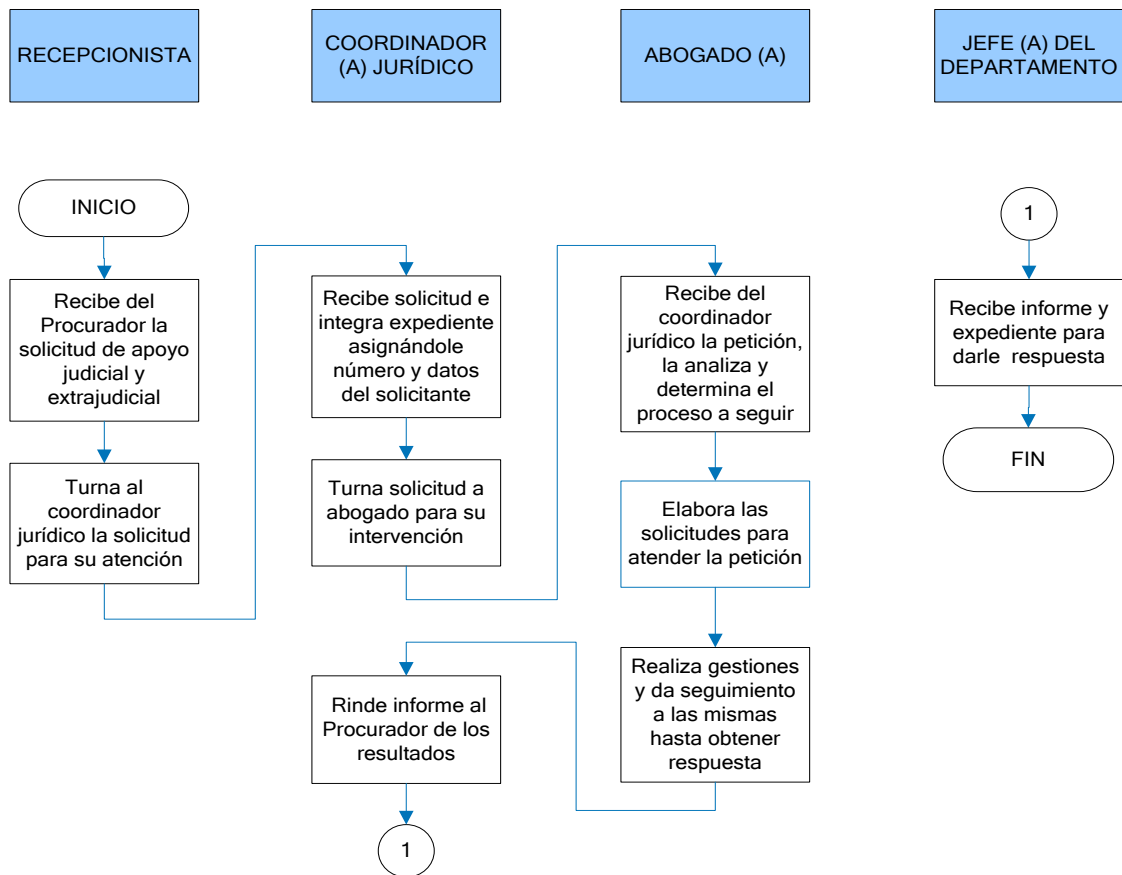 RECEPCIONISTA
COORDINADOR
(A) JURÍDICO
ABOGADO (A)
JEFE (A) DEL
DEPARTAMENTO
INICIO
Recibe del
Procurador la
solicitud de apoyo
judicial y
extrajudicial
Turna al
coordinador
jurídico la solicitud
para su atención
Recibe solicitud e
integra expediente
asignándole
número y datos
del solicitante
Turna solicitud a
abogado para su
intervención
Recibe del
coordinador
jurídico la petición,
la analiza y
determina el
proceso a seguir
Elabora las
solicitudes para
atender la petición
Realiza gestiones
y da seguimiento
a las mismas
hasta obtener
respuesta
Rinde informe al
Procurador de los
resultados
1
1
Recibe informe y
expediente para
darle respuesta
FIN